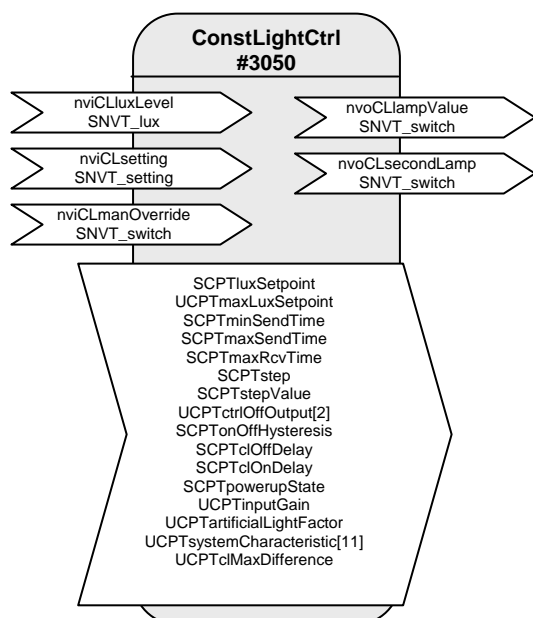 ConstLightCtrl
#3050
nviCLluxLevel
SNVT_lux
nvoCLlampValue
SNVT_switch
nviCLsetting
SNVT_setting
nvoCLsecondLamp
SNVT_switch
nviCLmanOverride
SNVT_switch
SCPTluxSetpoint
UCPTmaxLuxSetpoint
SCPTminSendTime
SCPTmaxSendTime
SCPTmaxRcvTime
SCPTstep
SCPTstepValue
UCPTctrlOffOutput[2]
SCPTonOffHysteresis
SCPTclOffDelay
SCPTclOnDelay
SCPTpowerupState
UCPTinputGain
UCPTartificialLightFactor
UCPTsystemCharacteristic[11]
UCPTclMaxDifference